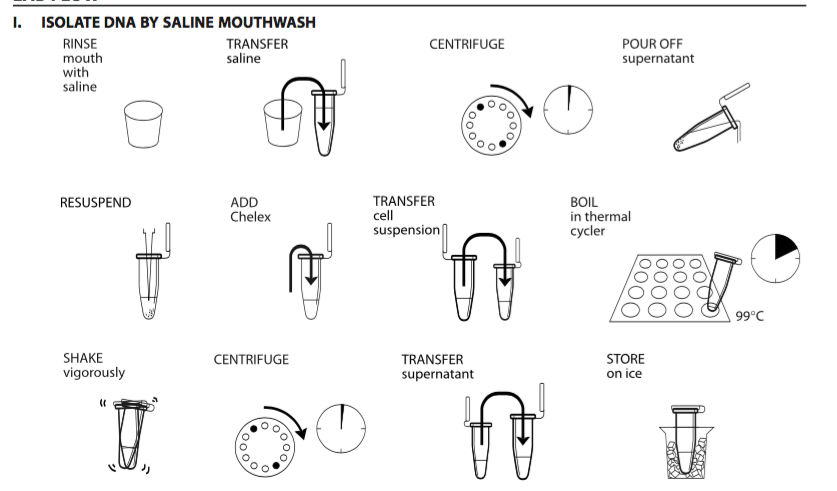 I. ISOLATE DNA BY SALINE MOUTHWASH
RINSE
mouth
with
saline
TRANSFER
saline
CENTRIFUGE
POUR OFF
supernatant
RESUSPEND
ADD
Chelex
TRANSFER
cell
suspension
BOIL
in thermal
cycler
99°C
SHAKE
vigorously
CENTRIFUGE
TRANSFER
supernatant
STORE
on ice